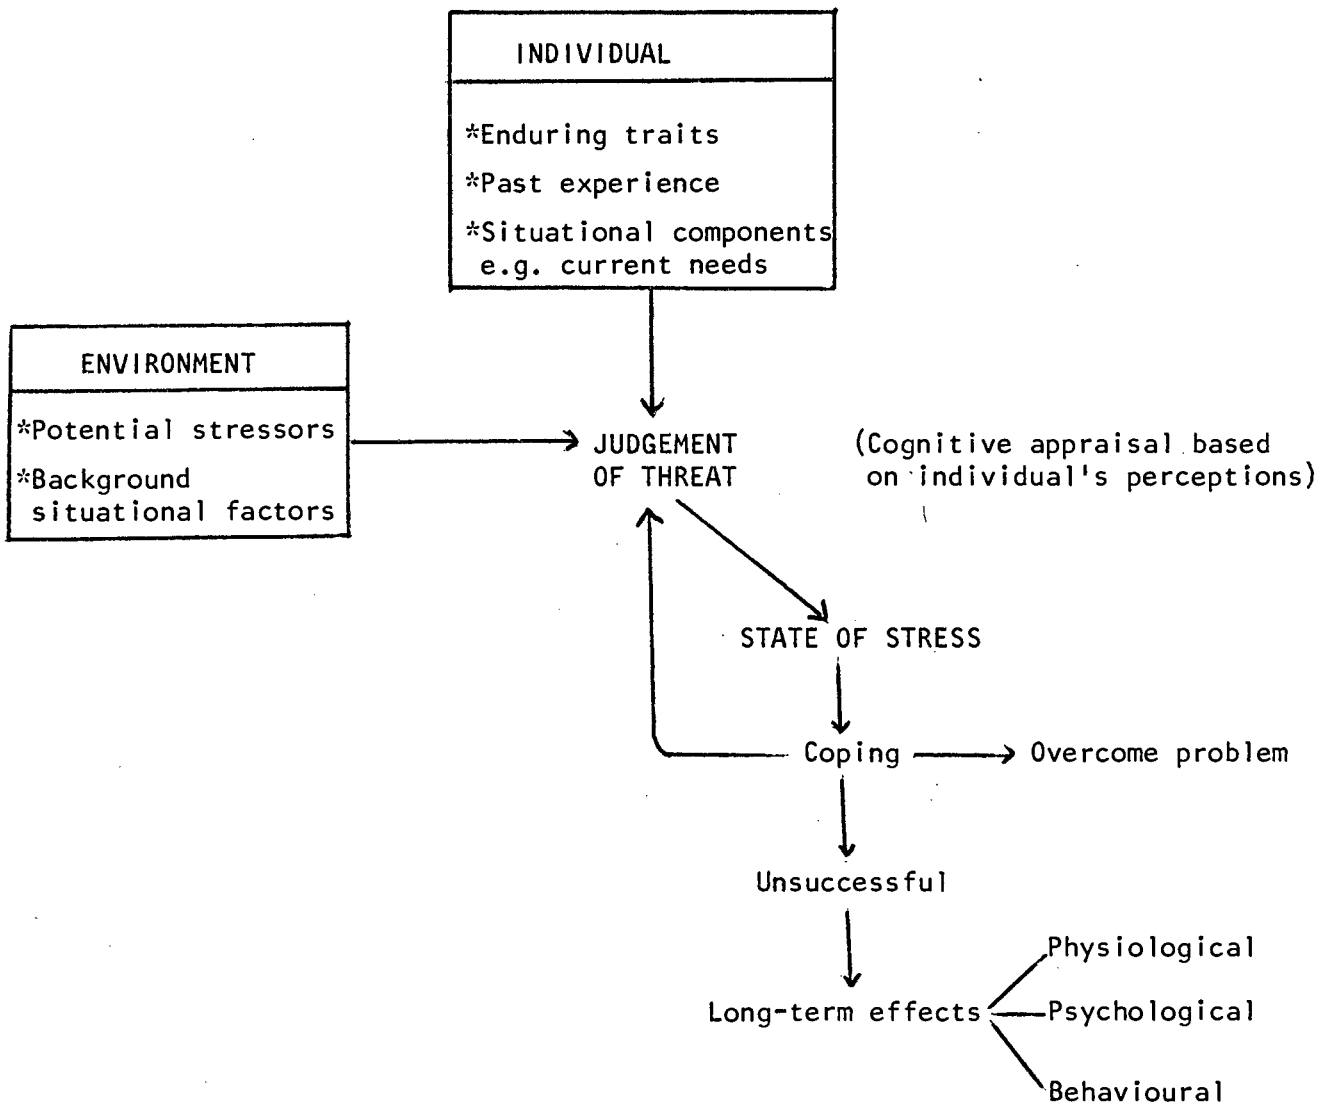 INDIVIDUAL
*Enduring traits
*Past experience
*Situational components
e.g. current needs
ENVIRONMENT
*Potential stressors
*Background
situational factors
JUDGEMENT
OF THREAT
(Cognitive appraisal based
on individual's perceptions)
STATE OF STRESS
Coping
Overcome problem
Unsuccessful
Long-term effects
Physiological
Psychological
Behavioural